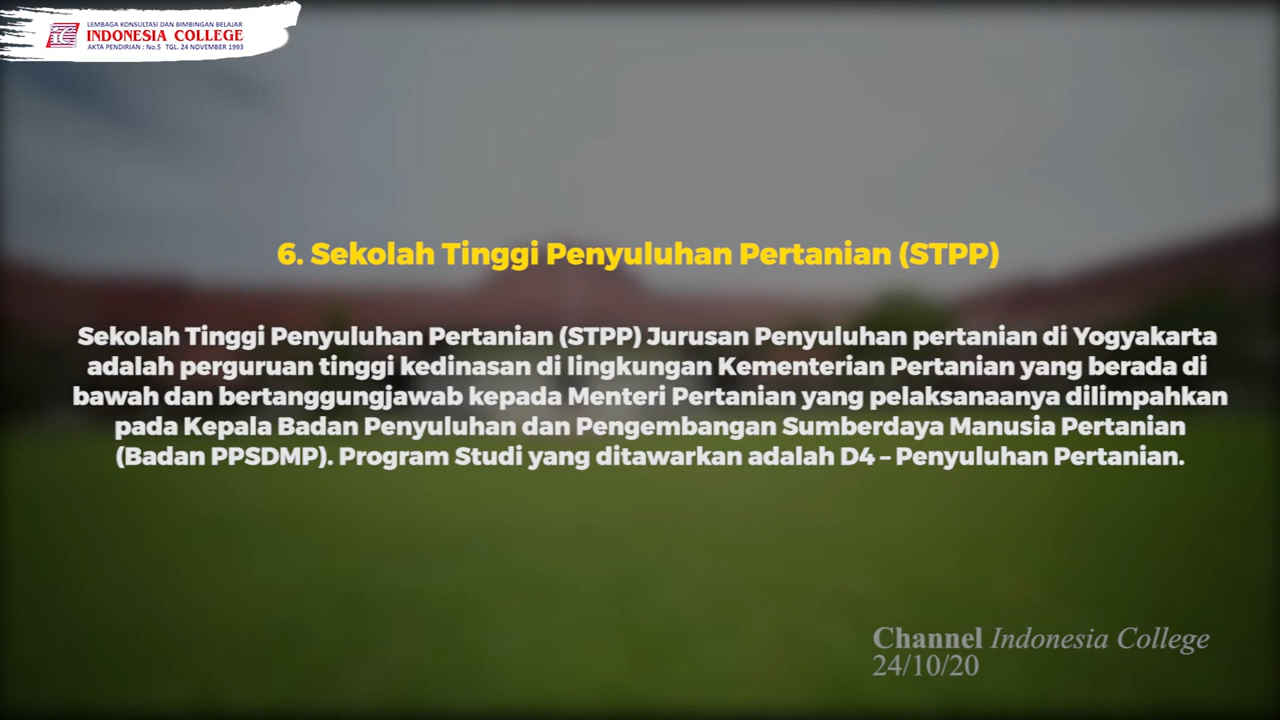 LEMBAGA KONSULTASI DAN BIMBINGAN BELAJAR
IC INDONESIA COLLEGE
AKTA PENDIRIAN : No.5 TGL. 24 NOVEMBER 1993
6. Sekolah Tinggi Penyuluhan Pertanian (STPP)
Sekolah Tinggi Penyuluhan Pertanian (STPP) Jurusan Penyuluhan pertanian di Yogyakarta
adalah perguruan tinggi kedinasan di lingkungan Kementerian Pertanian yang berada di
bawah dan bertanggungjawab kepada Menteri Pertanian yang pelaksanaanya dilimpahkan
pada Kepala Badan Penyuluhan dan Pengembangan Sumberdaya Manusia Pertanian
(Badan PPSDMP). Program Studi yang ditawarkan adalah D4 – Penyuluhan Pertanian.
Channel Indonesia College
24/10/20